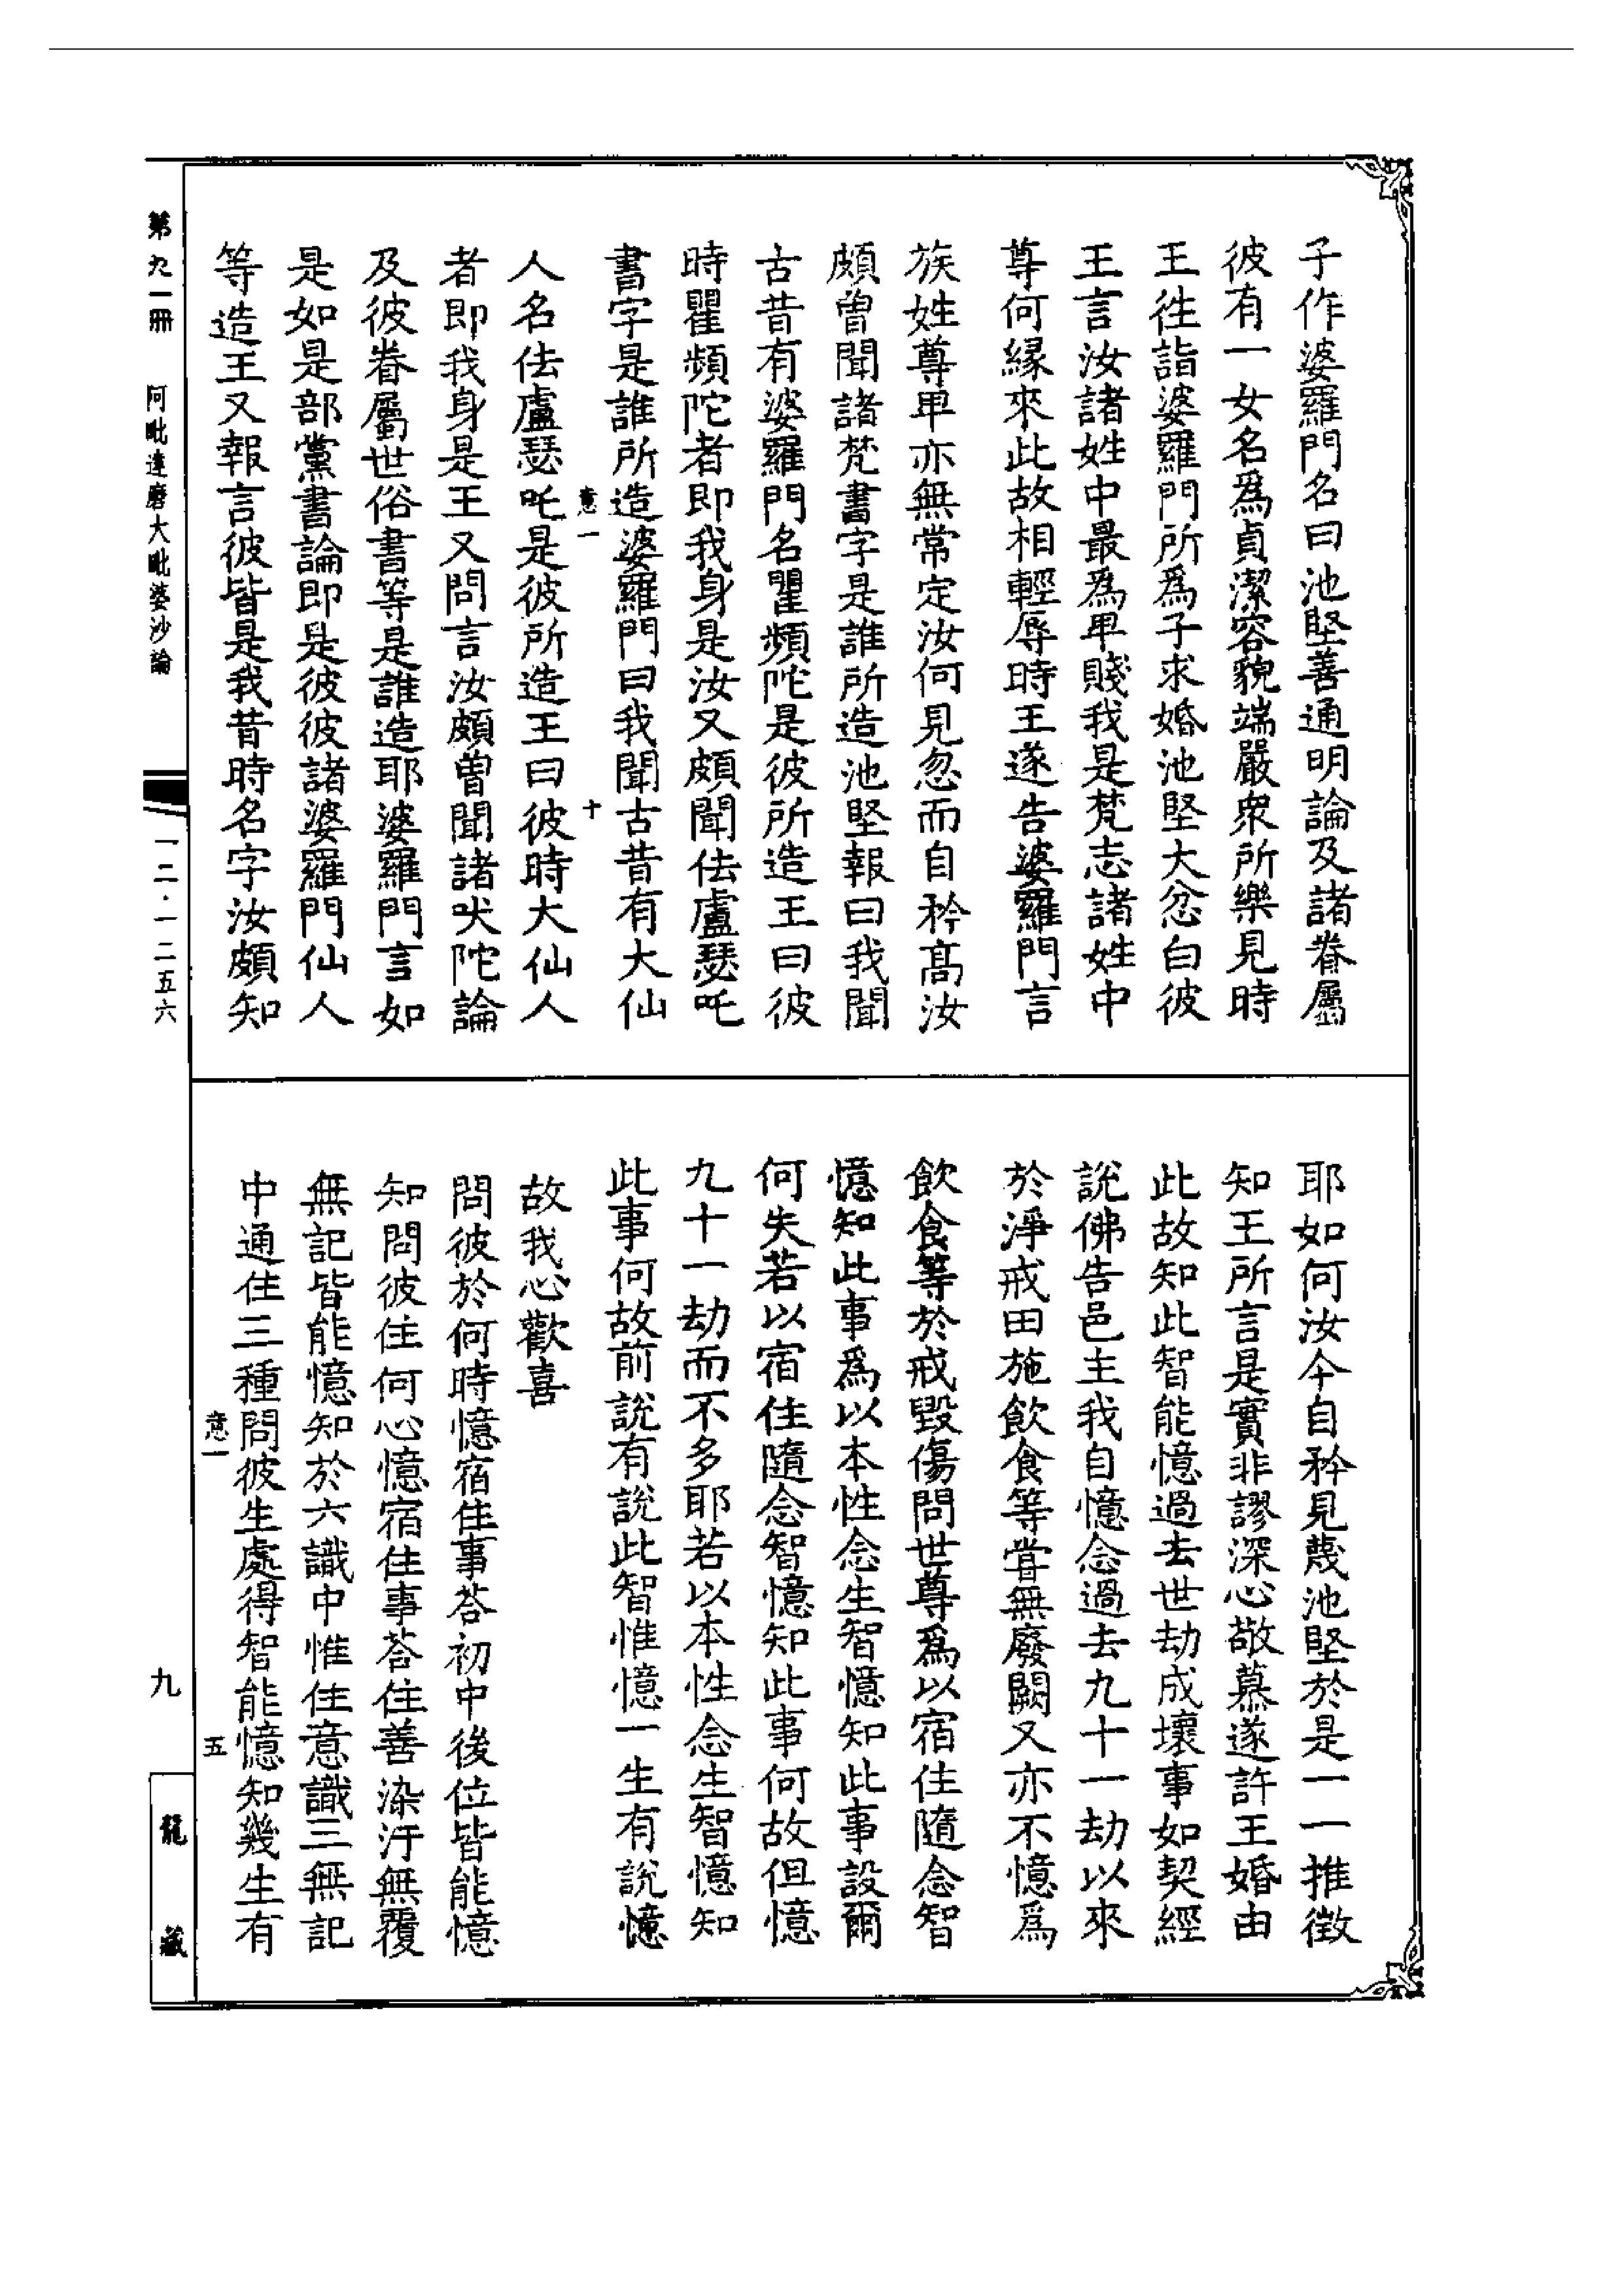 子作婆羅門名曰池堅善通明論及諸眷屬
彼有一女名爲貞潔容貌端嚴衆所樂見時
王往詣婆羅門所爲子求婚池堅大忿白彼
王言汝諸姓中最爲卑賤我是梵志諸姓中
尊何緣來此故相輕辱時王遂告婆羅門言
族姓尊卑亦無常定汝何見忽而自矜高汝
頗曾聞諸梵書字是誰所造池堅報曰我聞
古昔有婆羅門名瞿頻陀是彼所造王曰彼
時瞿頻陀者即我身是汝又頗聞佉盧瑟吒
書字是誰所造婆羅門曰我聞古昔有大仙
意一 十
人名佉盧瑟吒是彼所造王曰彼時大仙人
者即我身是王又問言汝頗曾聞諸吠陀論
及彼眷屬世俗書等是誰造耶婆羅門言如
是如是部黨書論即是彼彼諸婆羅門仙人
等造王又報言彼皆是我昔時名字汝頗知
耶如何汝今自矜見蔑池堅於是一一推徵
知王所言是實非謬深心敬慕遂許王婚由
此故知此智能憶過去世劫成壞事如契經
說佛告邑主我自憶念過去九十一劫以來
於淨戒田施飲食等甞無廢闕又亦不憶爲
飲食等於戒毀傷問世尊爲以宿住隨念智
憶知此事爲以本性念生智憶知此事設爾
何失若以宿住隨念智憶知此事何故但憶
九十一劫而不多耶若以本性念生智憶知
此事何故前說有說此智惟憶一生有說憶
故我心歡喜
問彼於何時憶宿住事荅初中後位皆能憶
知問彼住何心憶宿住事荅住善染汙無覆
無記皆能憶知於六識中惟住意識三無記
中通住三種問彼生處得智能憶知幾生有
意一 五
第九一冊 阿毗達磨大毗婆沙論 一二·一二五六
九
龍藏